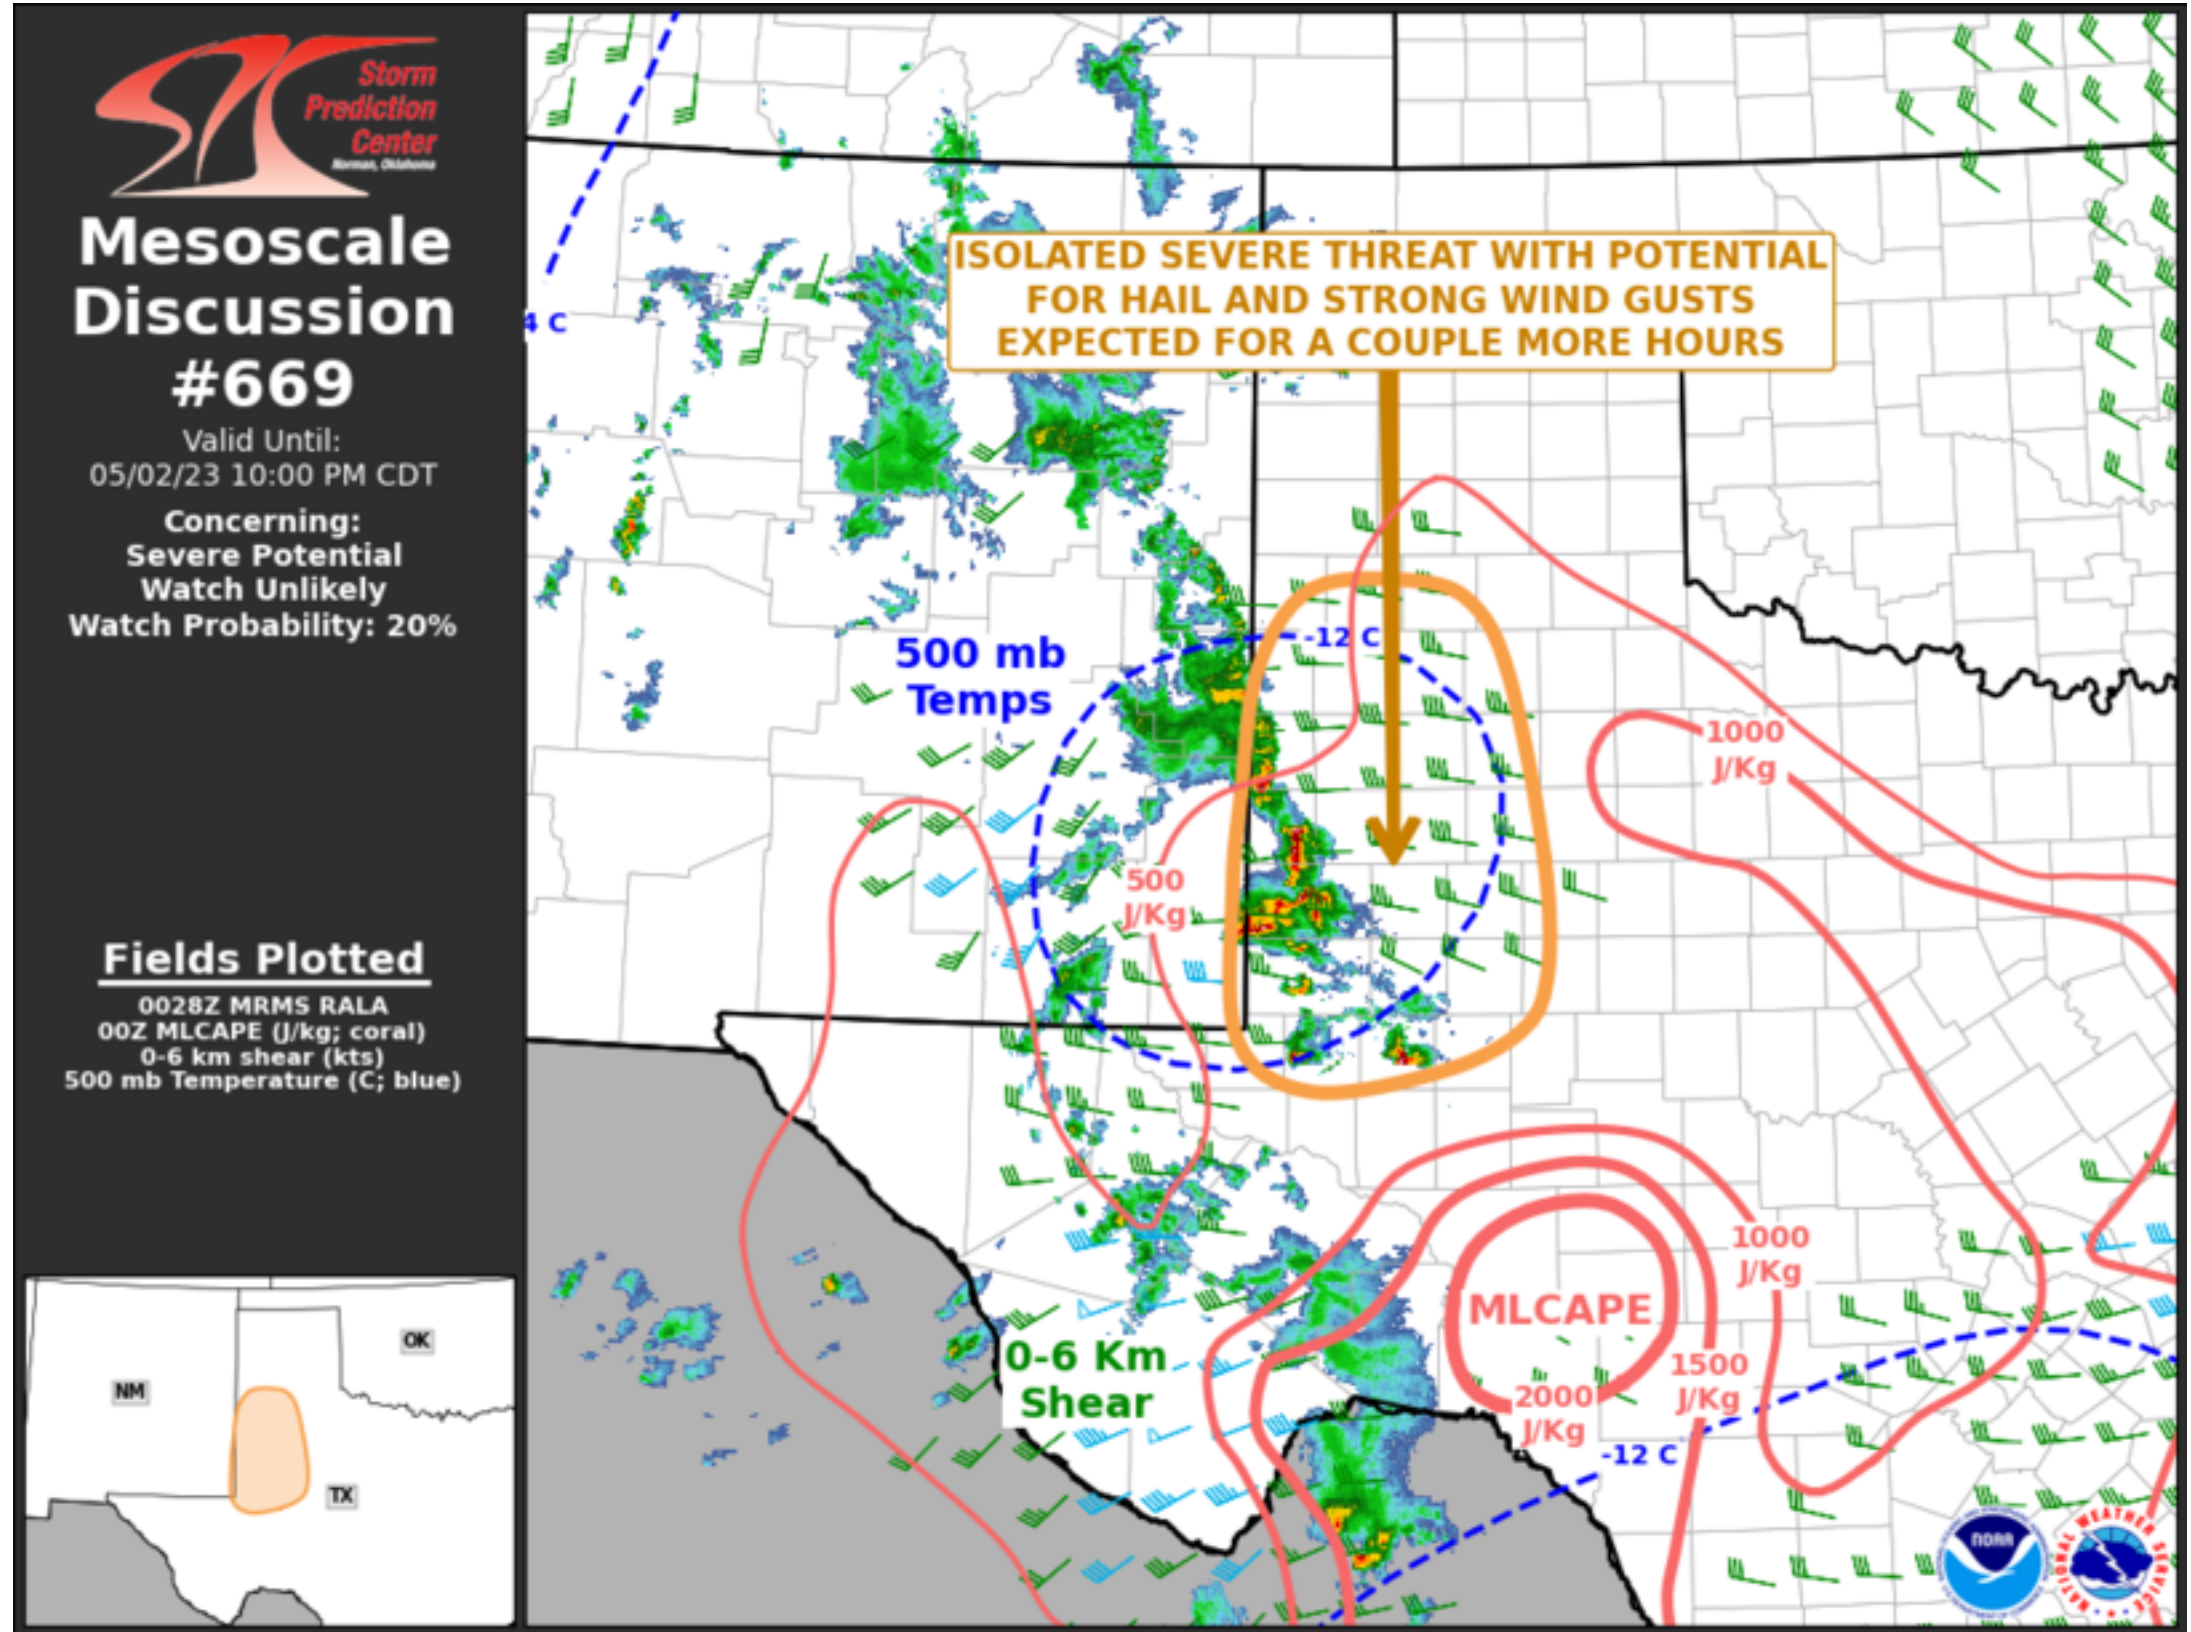 Storm
Prediction
Center
Norman, Oklahoma
Mesoscale
Discussion
#669
Valid Until:
05/02/23 10:00 PM CDT
Concerning:
Severe Potential
Watch Unlikely
Watch Probability: 20%
Fields Plotted
0028Z MRMS RALA
00Z MLCAPE (J/kg; coral)
0-6 km shear (kts)
500 mb Temperature (C; blue)
OK
NM
TX
ISOLATED SEVERE THREAT WITH POTENTIAL
FOR HAIL AND STRONG WIND GUSTS
EXPECTED FOR A COUPLE MORE HOURS
4 C
500 mb
Temps
-12 C
1000
J/Kg
500
J/Kg
1000
J/Kg
MLCAPE
0-6 Km
Shear
1500
J/Kg
2000
J/Kg
-12 C
NOAA
NATIONAL WEATHER SERVICE